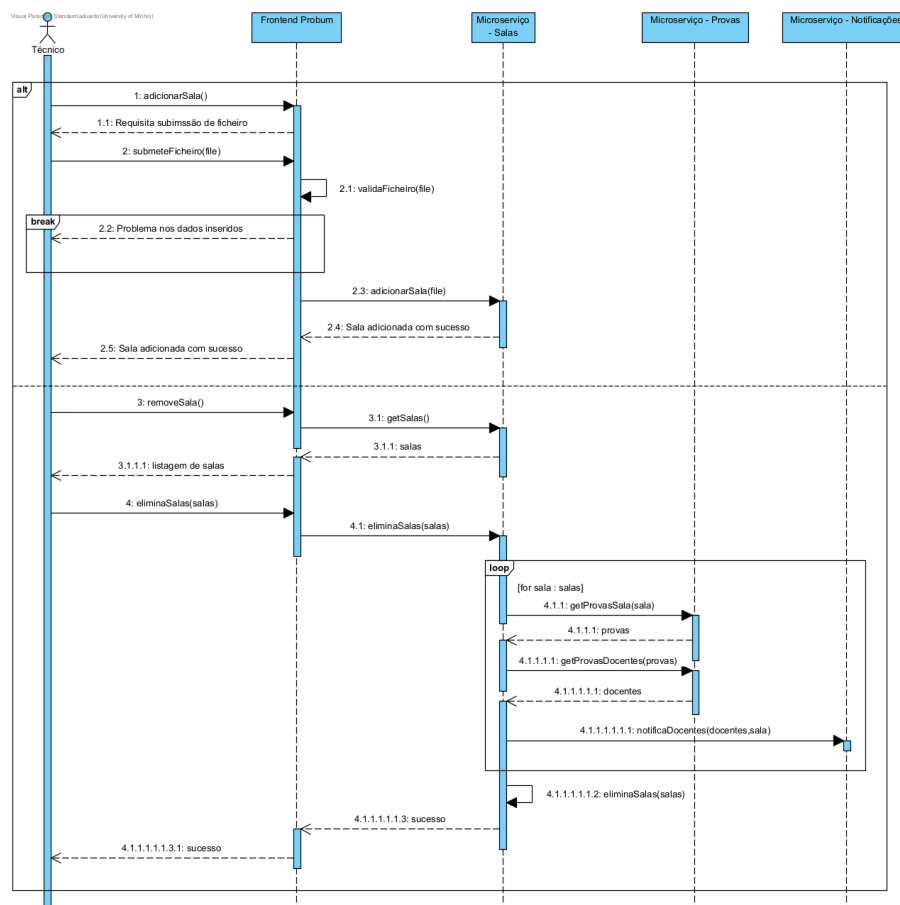 Visual Paradigm Standard(eduardo(University of Minho))
Técnico
Frontend Probum
Microserviço
- Salas
Microserviço - Provas
Microserviço - Notificações
alt
1: adicionarSala()
1.1: Requisita subimssão de ficheiro
2: submeteFicheiro(file)
2.1: validaFicheiro(file)
break
2.2: Problema nos dados inseridos
2.3: adicionarSala(file)
2.4: Sala adicionada com sucesso
2.5: Sala adicionada com sucesso
3: removeSala()
3.1: getSalas()
3.1.1: salas
3.1.1.1: listagem de salas
4: eliminaSalas(salas)
4.1: eliminaSalas(salas)
loop
[for sala : salas]
4.1.1: getProvasSala(sala)
4.1.1.1: provas
4.1.1.1.1: getProvasDocentes(provas)
4.1.1.1.1.1: docentes
4.1.1.1.1.1.1: notificaDocentes(docentes,sala)
4.1.1.1.1.1.2: eliminaSalas(salas)
4.1.1.1.1.1.3: sucesso
4.1.1.1.1.1.3.1: sucesso